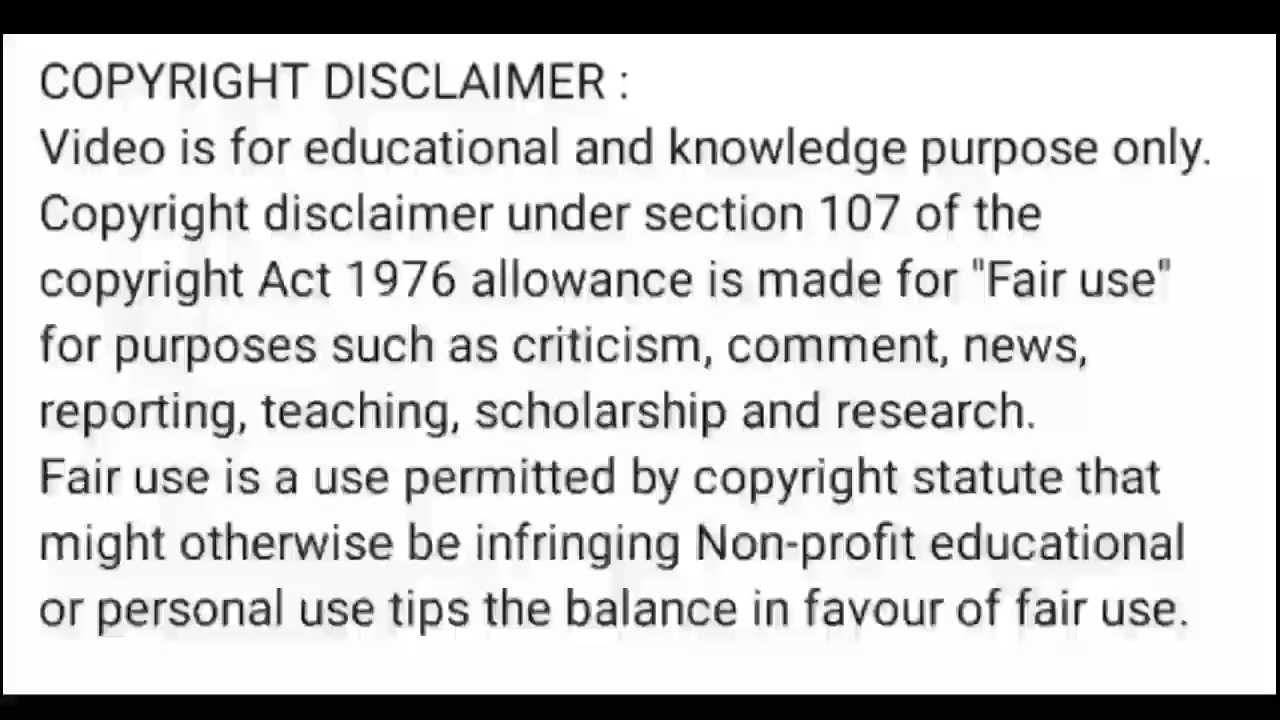 COPYRIGHT DISCLAIMER :
Video is for educational and knowledge purpose only.
Copyright disclaimer under section 107 of the
copyright Act 1976 allowance is made for "Fair use"
for purposes such as criticism, comment, news,
reporting, teaching, scholarship and research.
Fair use is a use permitted by copyright statute that
might otherwise be infringing Non-profit educational
or personal use tips the balance in favour of fair use.